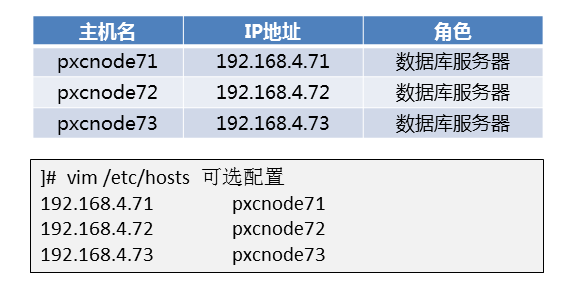 主机名 IP地址 角色
pxcnode71 192.168.4.71 数据库服务器
pxcnode72 192.168.4.72 数据库服务器
pxcnode73 192.168.4.73 数据库服务器
]# vim /etc/hosts 可选配置
192.168.4.71 pxcnode71
192.168.4.72 pxcnode72
192.168.4.73 pxcnode73